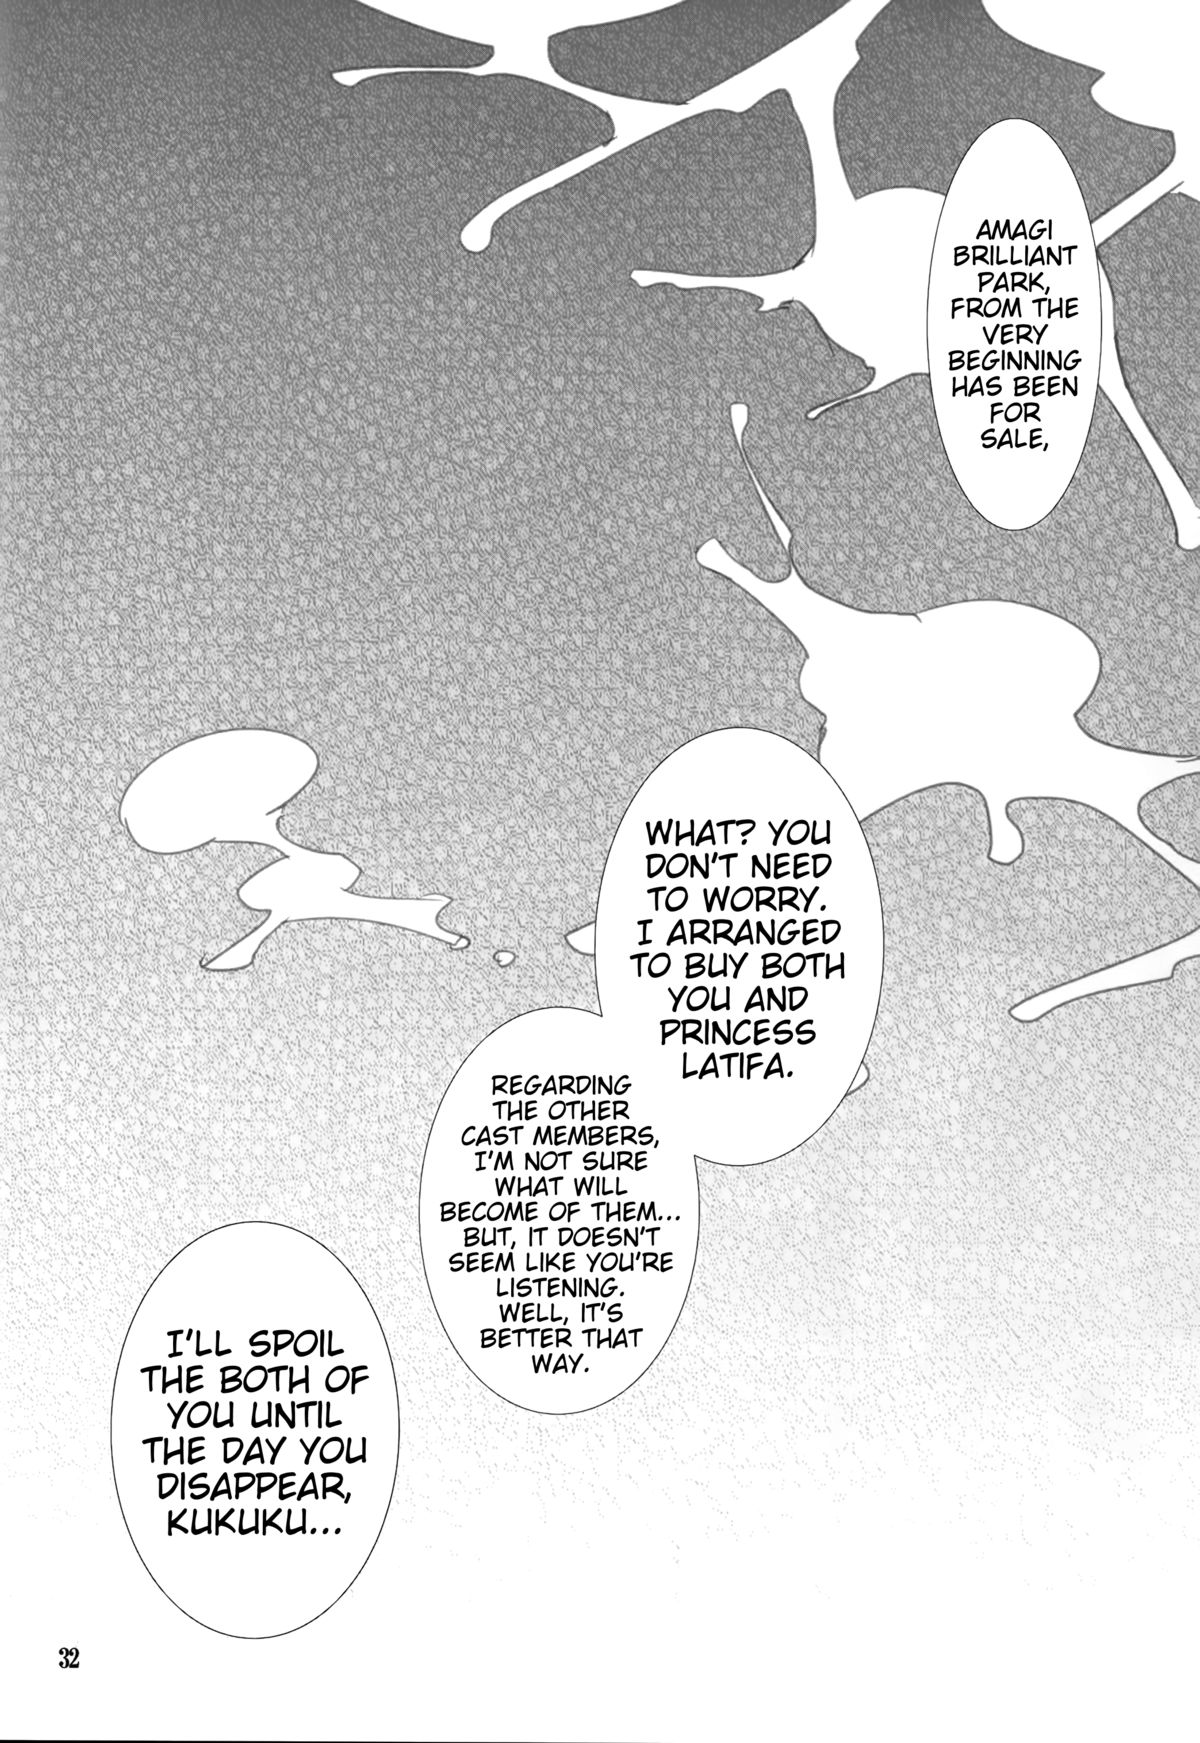 AMAGI
BRILLIANT
PARK,
FROM THE
VERY
BEGINNING
HAS BEEN
FOR
SALE,
WHAT? YOU
DON'T NEED
TO WORRY.
I ARRANGED
TO BUY BOTH
YOU AND
PRINCESS
LATIFA.
REGARDING
THE OTHER
CAST MEMBERS,
I'M NOT SURE
WHAT WILL
BECOME OF THEM...
BUT, IT DOESN'T
SEEM LIKE YOU'RE
LISTENING.
WELL, IT'S
BETTER THAT
WAY.
I'LL SPOIL
THE BOTH OF
YOU UNTIL
THE DAY YOU
DISAPPEAR,
KUKUKU...
32